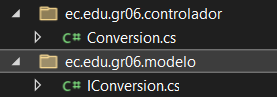 ec.edu.gr06.controlador
C# Conversion.cs
ec.edu.gr06.modelo
C# IConversion.cs